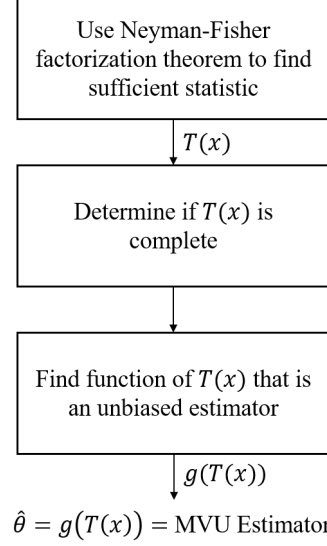 Use Neyman-Fisher
factorization theorem to find
sufficient statistic
T(x)
Determine if T(x) is
complete
Find function of T(x) that is
an unbiased estimator
g(T(x))
θ̂ = g(T(x)) = MVU Estimator